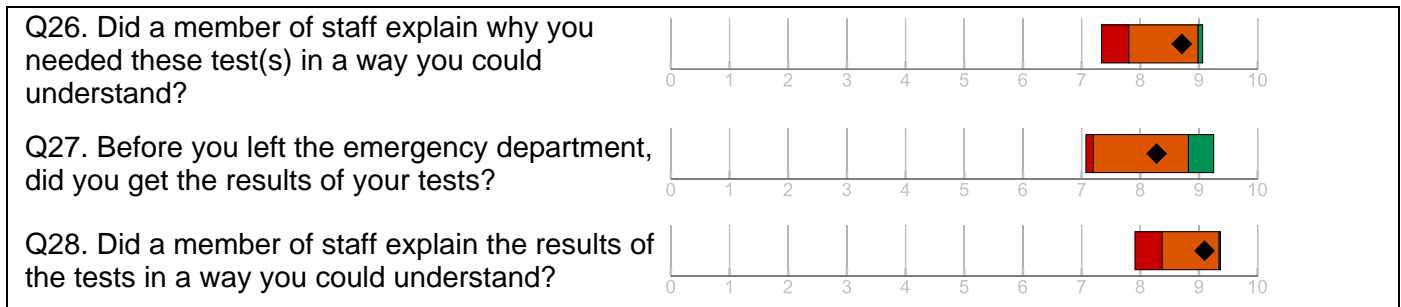 Q26. Did a member of staff explain why you
needed these test(s) in a way you could
understand?
0 1 2 3 4 5 6 7 8 9 10
Q27. Before you left the emergency department,
did you get the results of your tests?
0 1 2 3 4 5 6 7 8 9 10
Q28. Did a member of staff explain the results of
the tests in a way you could understand?
0 1 2 3 4 5 6 7 8 9 10